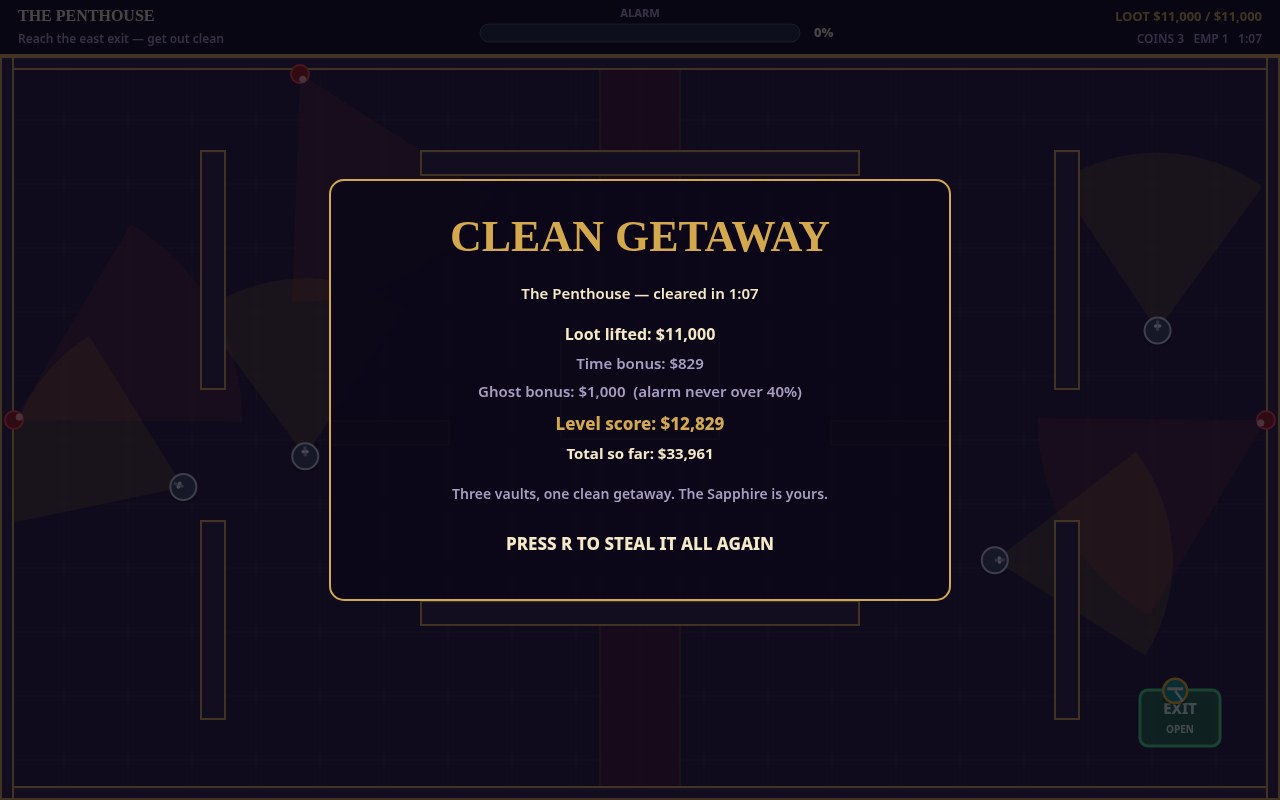 THE PENTHOUSE
Reach the east exit — get out clean
ALARM
0%
LOOT $11,000 / $11,000
COINS 3 EMP 1 1:07
CLEAN GETAWAY
The Penthouse — cleared in 1:07
Loot lifted: $11,000
Time bonus: $829
Ghost bonus: $1,000 (alarm never over 40%)
Level score: $12,829
Total so far: $33,961
Three vaults, one clean getaway. The Sapphire is yours.
PRESS R TO STEAL IT ALL AGAIN
EXIT
OPEN